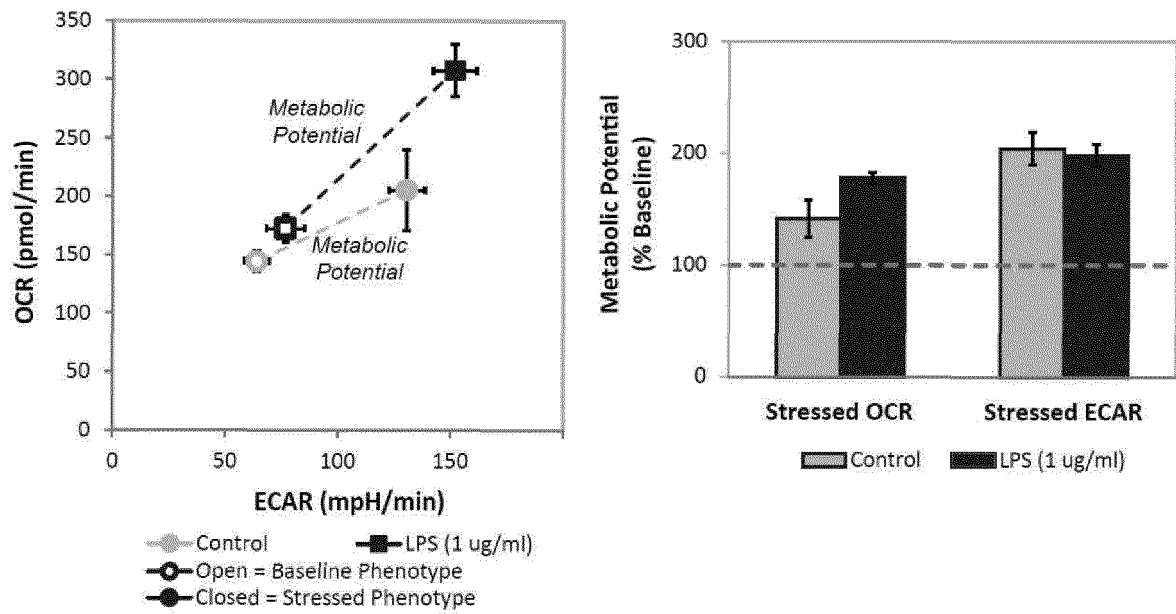 350
300
250
200
150
100
50
0
OCR (pmol/min)
Metabolic
Potential
Metabolic
Potential
0
50
100
150
ECAR (mpH/min)
Control
LPS (1 ug/ml)
Open = Baseline Phenotype
Closed = Stressed Phenotype
Metabolic Potential
(% Baseline)
300
200
100
0
Stressed OCR
Stressed ECAR
Control
LPS (1 ug/ml)